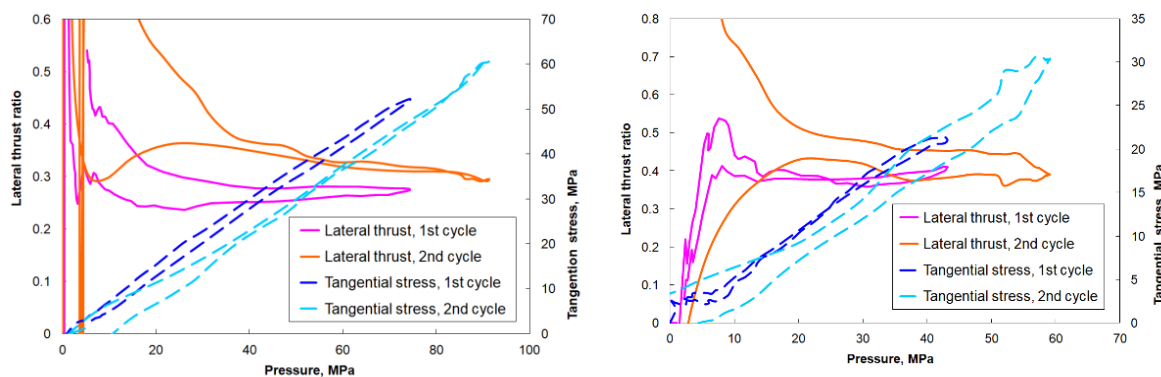 0.6
0.5
0.4
0.3
0.2
0.1
0
Lateral thrust ratio
70
60
50
40
30
20
10
0
Tangention stress, MPa
Lateral thrust, 1st cycle
Lateral thrust, 2nd cycle
Tangential stress, 1st cycle
Tangential stress, 2nd cycle
0 20 40 60 80 100
Pressure, MPa
0.8
0.7
0.6
0.5
0.4
0.3
0.2
0.1
0
Lateral thrust ratio
35
30
25
20
15
10
5
0
Tangential stress, MPa
Lateral thrust, 1st cycle
Lateral thrust, 2nd cycle
Tangential stress, 1st cycle
Tangential stress, 2nd cycle
0 10 20 30 40 50 60 70
Pressure, MPa